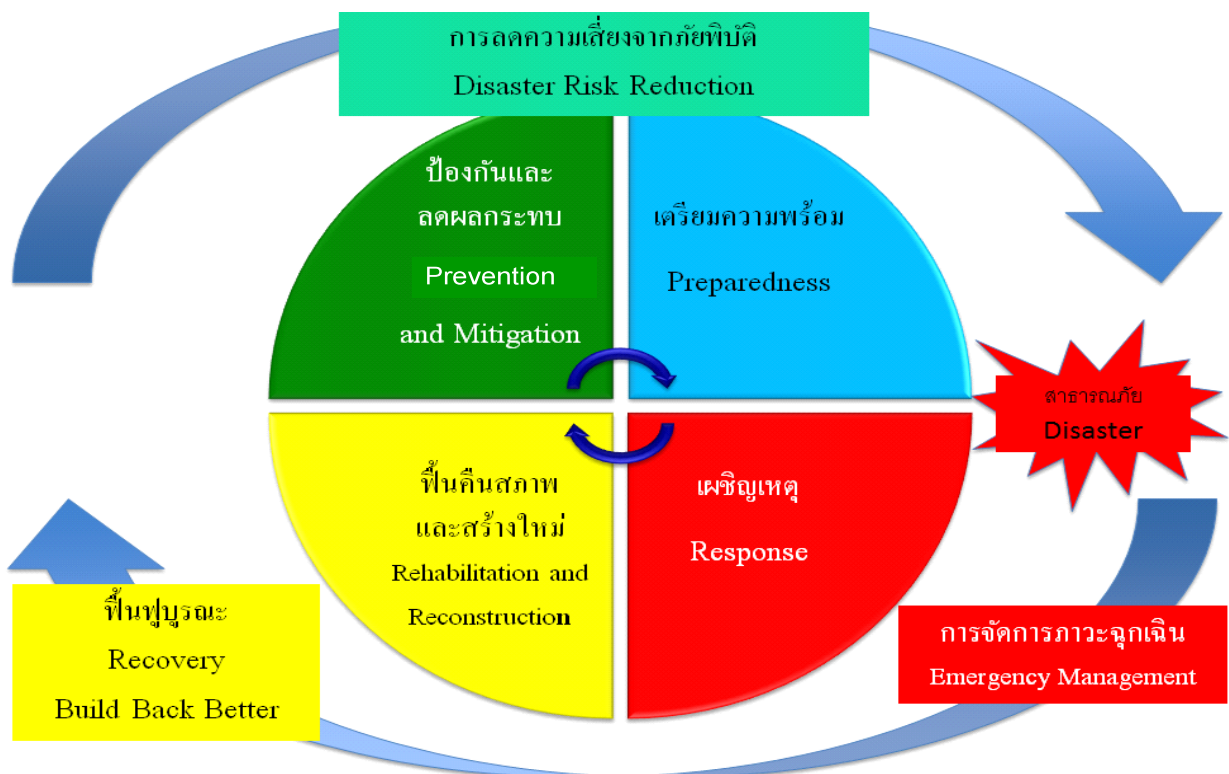 การลดความเสี่ยงจากภัยพิบัติ
Disaster Risk Reduction
ป้องกันและ
ลดผลกระทบ
Prevention
and Mitigation
เตรียมความพร้อม
Preparedness
สาธารณภัย
Disaster
ฟื้นคืนสภาพ
และสร้างใหม่
Rehabilitation and
Reconstruction
เผชิญเหตุ
Response
ฟื้นฟูบูรณะ
Recovery
Build Back Better
การจัดการภาวะฉุกเฉิน
Emergency Management